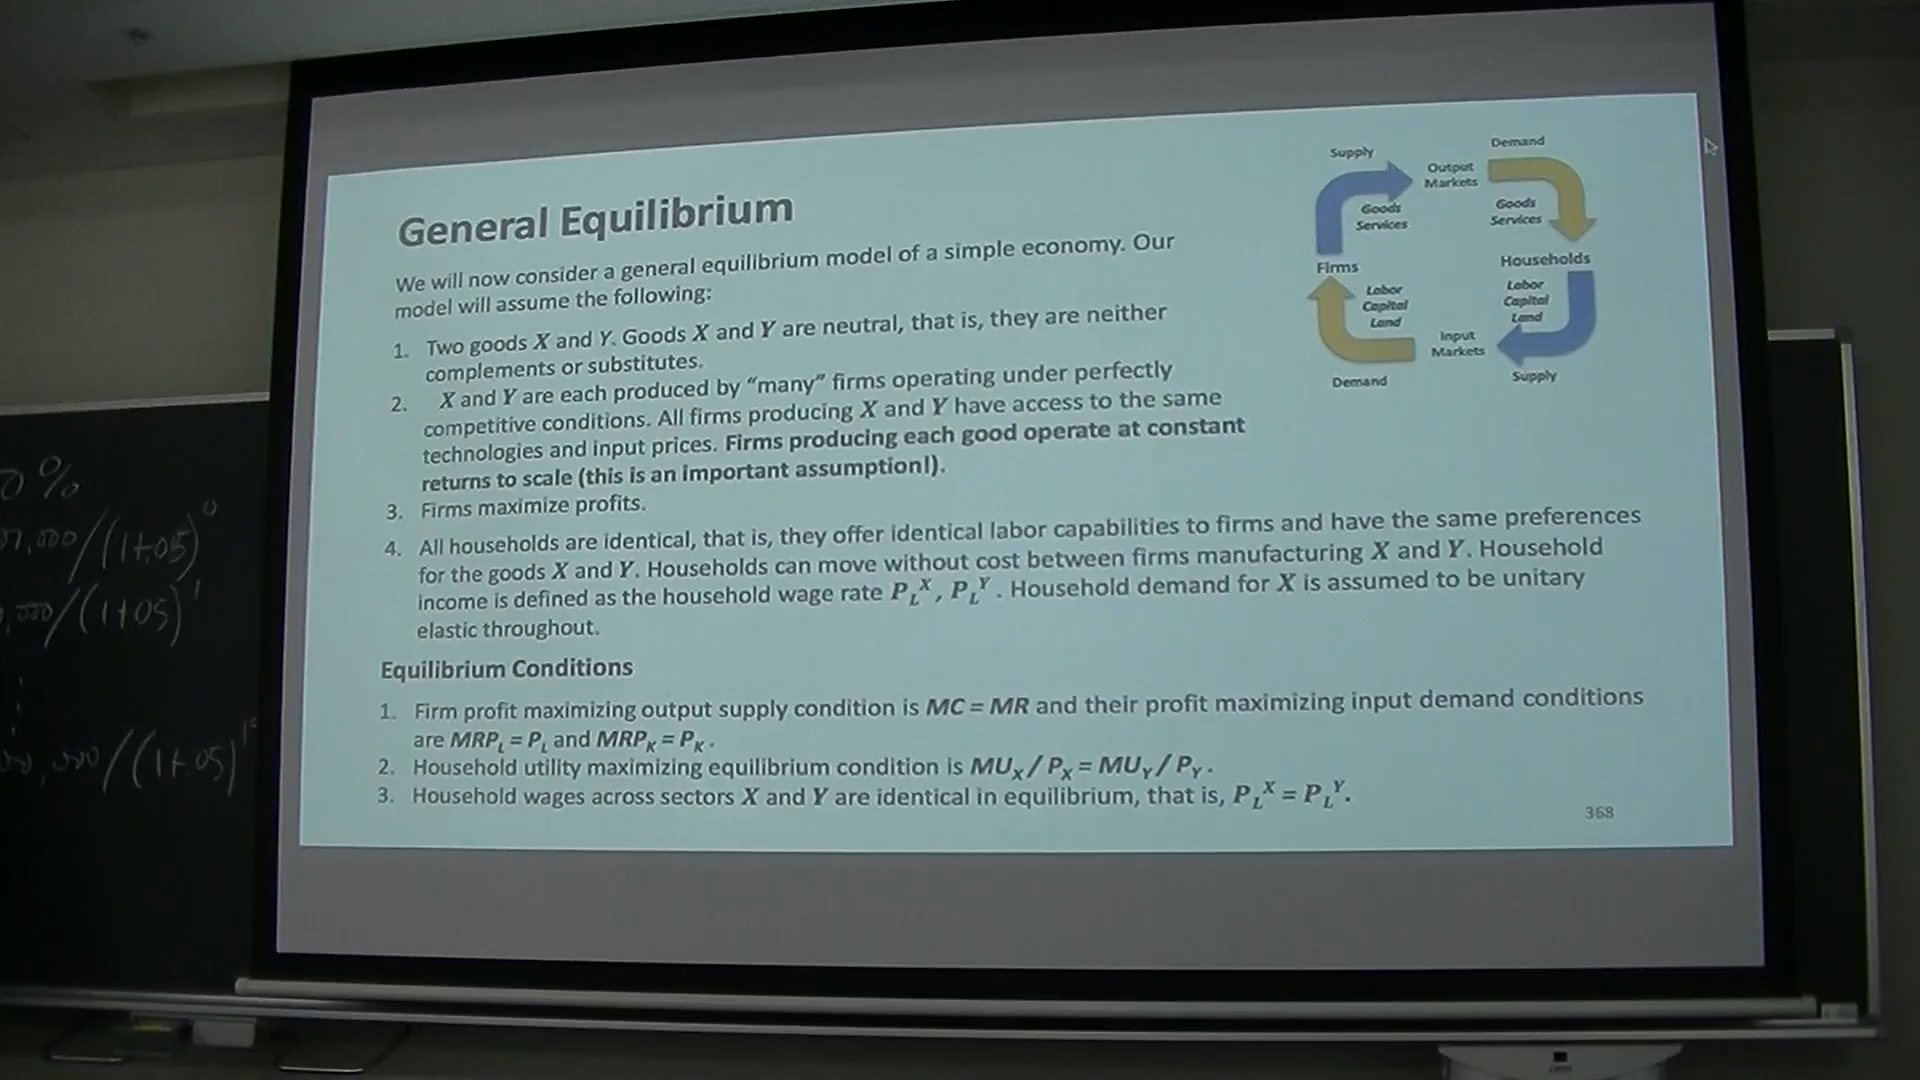 General Equilibrium
We will now consider a general equilibrium model of a simple economy. Our
model will assume the following:
1. Two goods X and Y. Goods X and Y are neutral, that is, they are neither
complements or substitutes.
2. X and Y are each produced by “many” firms operating under perfectly
competitive conditions. All firms producing X and Y have access to the same
technologies and input prices. Firms producing each good operate at constant
returns to scale (this is an important assumption!).
3. Firms maximize profits.
4. All households are identical, that is, they offer identical labor capabilities to firms and have the same preferences
for the goods X and Y. Households can move without cost between firms manufacturing X and Y. Household
income is defined as the household wage rate P_L^X, P_L^Y. Household demand for X is assumed to be unitary
elastic throughout.
Equilibrium Conditions
1. Firm profit maximizing output supply condition is MC = MR and their profit maximizing input demand conditions
are MRP_L = P_L and MRP_K = P_K.
2. Household utility maximizing equilibrium condition is MU_X / P_X = MU_Y / P_Y.
3. Household wages across sectors X and Y are identical in equilibrium, that is, P_L^X = P_L^Y.
368
Supply
Demand
Output
Markets
Goods
Services
Goods
Services
Firms
Households
Labor
Capital
Land
Labor
Capital
Land
Input
Markets
Demand
Supply
0%
/(1+05)^0
/(1+05)^1
/(1+05)